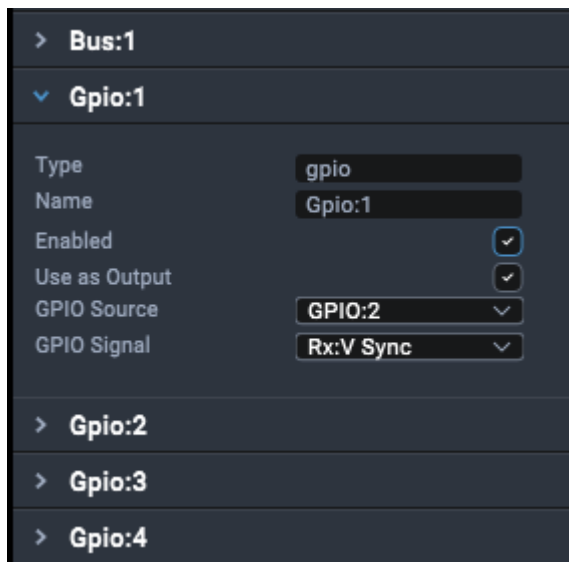 Bus:1
Gpio:1
Type gpio
Name Gpio:1
Enabled
Use as Output
GPIO Source GPIO:2
GPIO Signal Rx:V Sync
Gpio:2
Gpio:3
Gpio:4